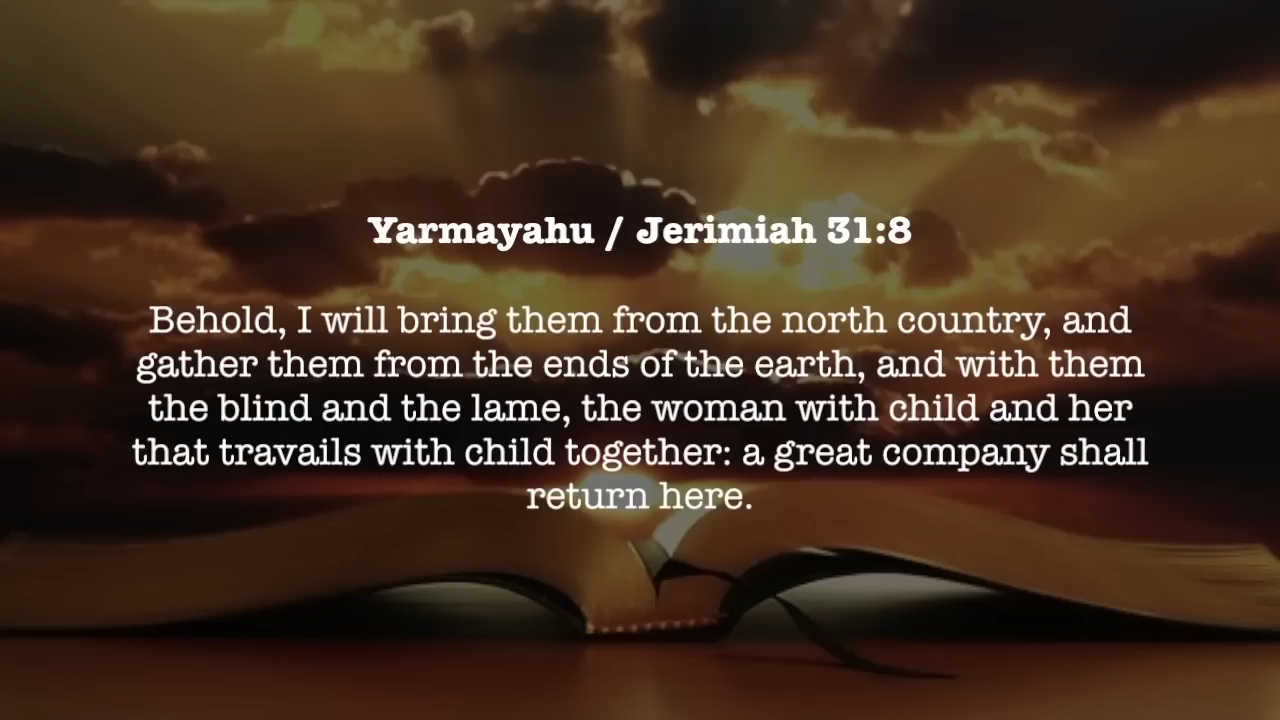 Yarmayahu / Jerimiah 31:8
Behold, I will bring them from the north country, and
gather them from the ends of the earth, and with them
the blind and the lame, the woman with child and her
that travails with child together: a great company shall
return here.